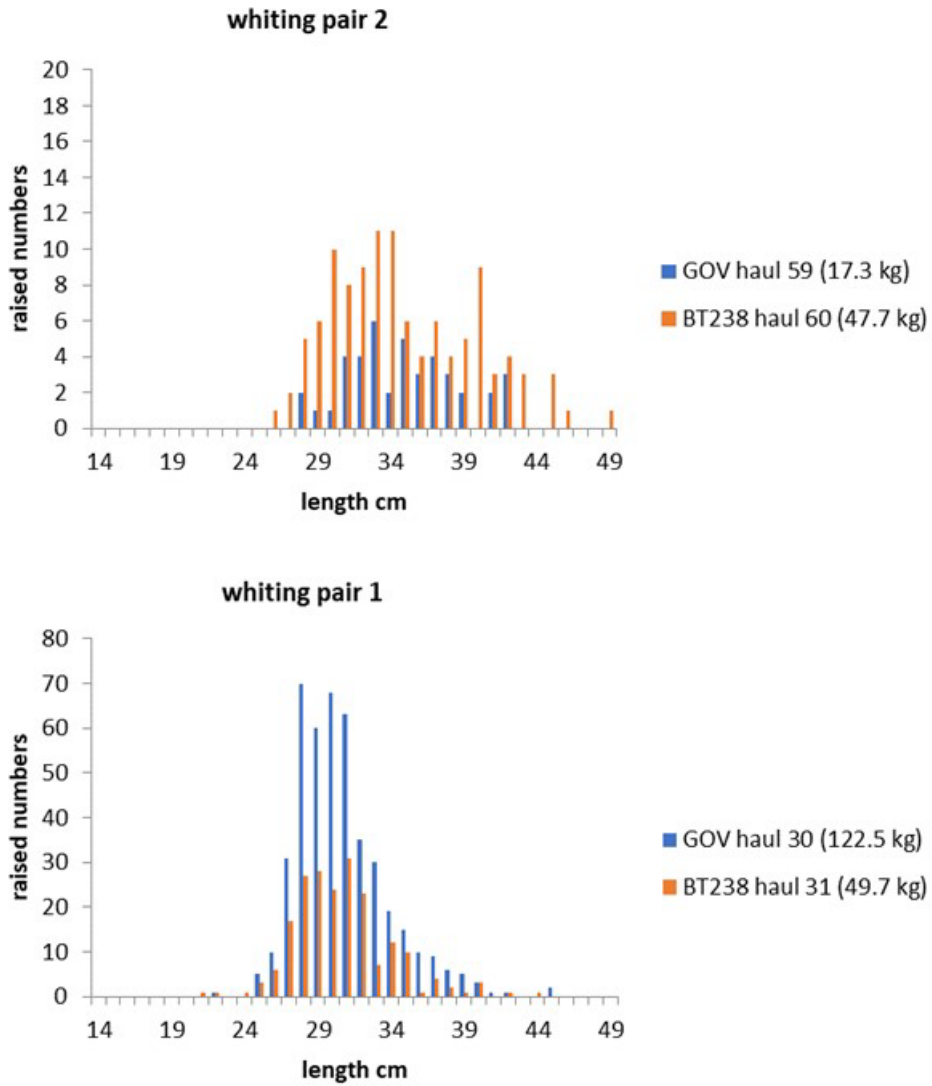 whiting pair 2
20
18
16
14
12
10
8
6
4
2
0
raised numbers
14 19 24 29 34 39 44 49
length cm
GOV haul 59 (17.3 kg)
BT238 haul 60 (47.7 kg)
whiting pair 1
80
70
60
50
40
30
20
10
0
raised numbers
14 19 24 29 34 39 44 49
length cm
GOV haul 30 (122.5 kg)
BT238 haul 31 (49.7 kg)